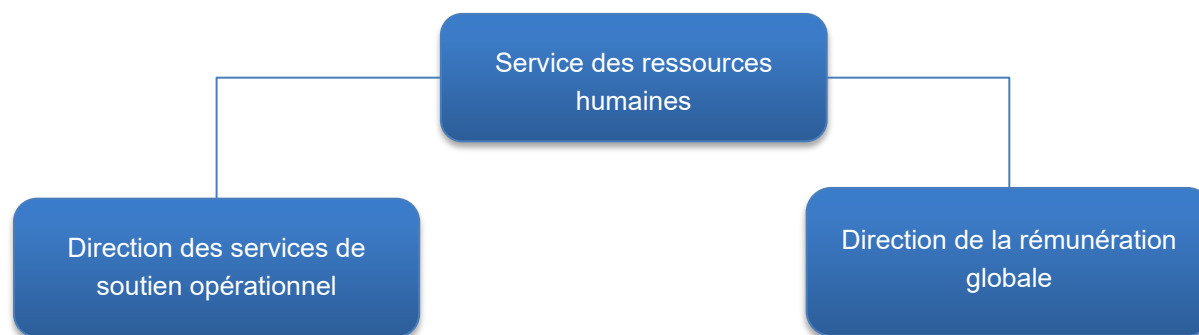 Service des ressources
humaines
Direction des services de
soutien opérationnel
Direction de la rémunération
globale